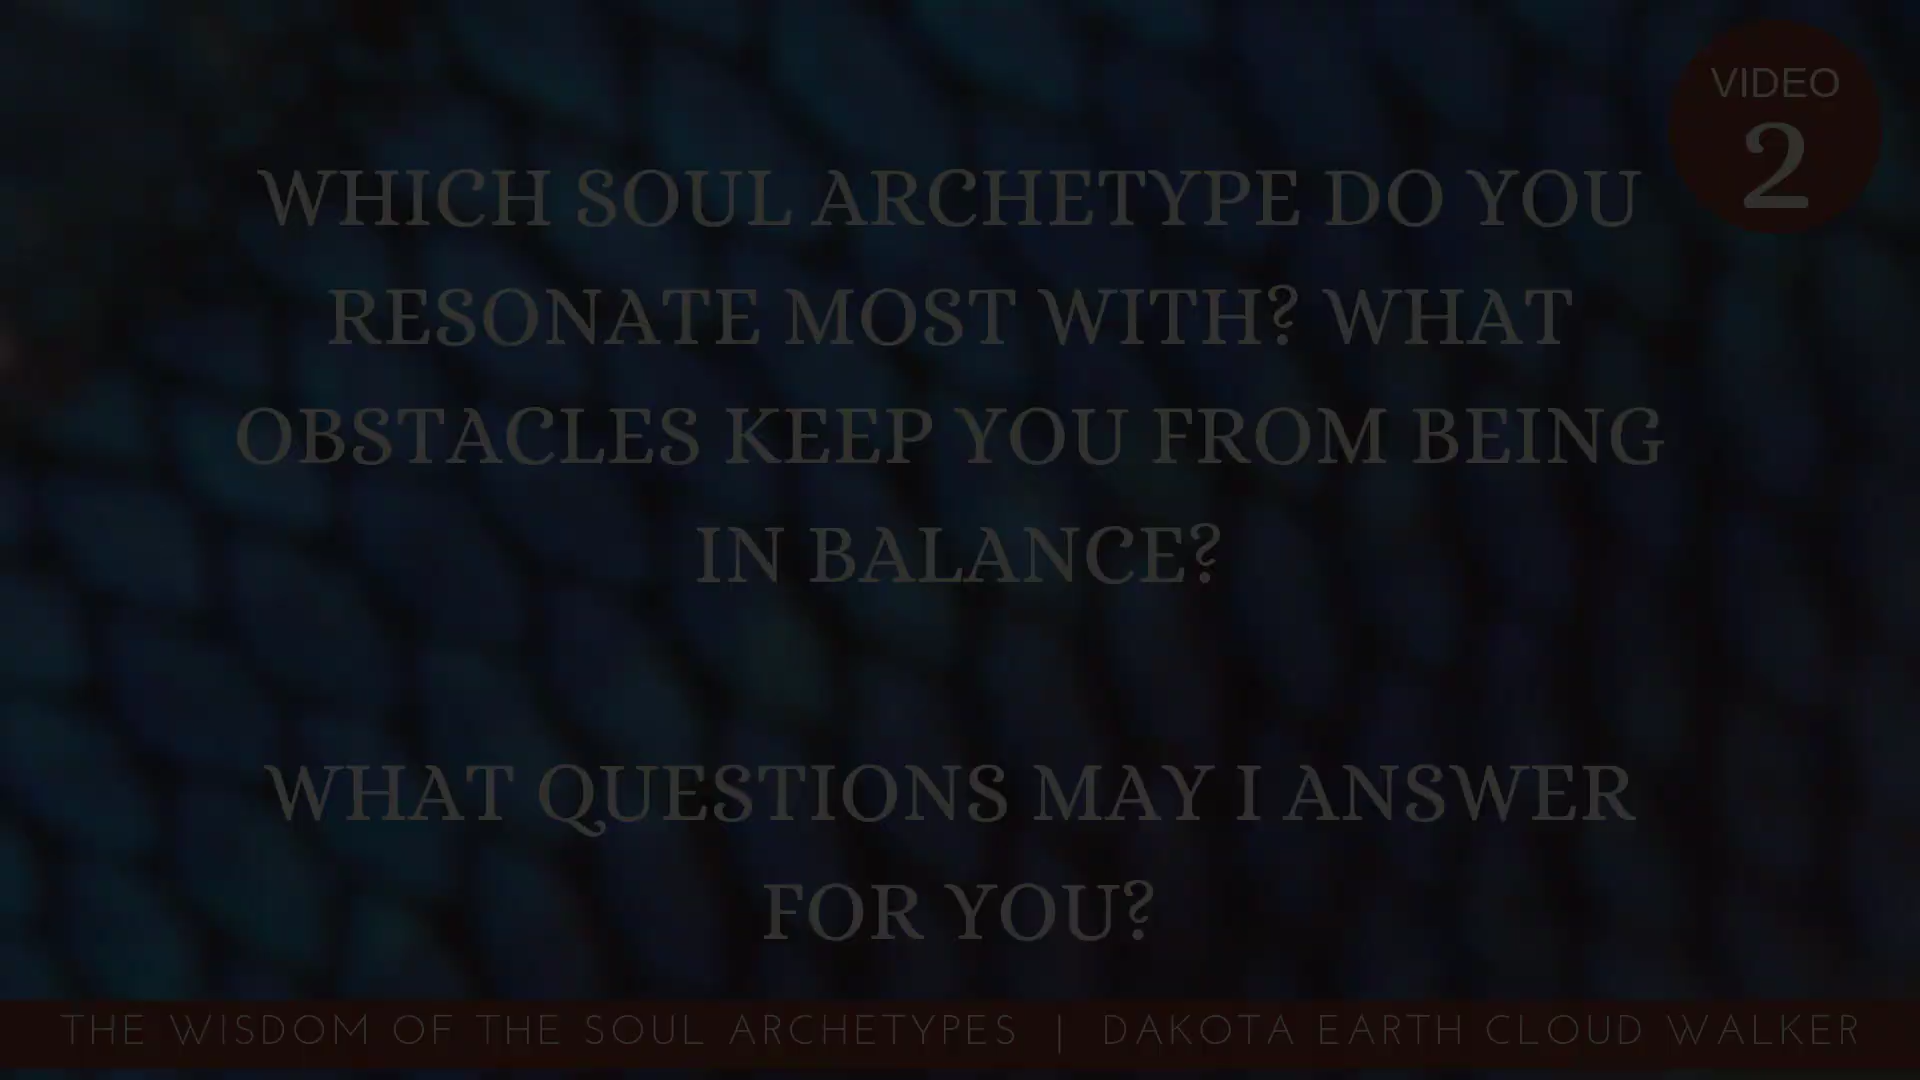 VIDEO
2
WHICH SOUL ARCHETYPE DO YOU
RESONATE MOST WITH? WHAT
OBSTACLES KEEP YOU FROM BEING
IN BALANCE?
WHAT QUESTIONS MAY I ANSWER
FOR YOU?
THE WISDOM OF THE SOUL ARCHETYPES | DAKOTA EARTH CLOUD WALKER